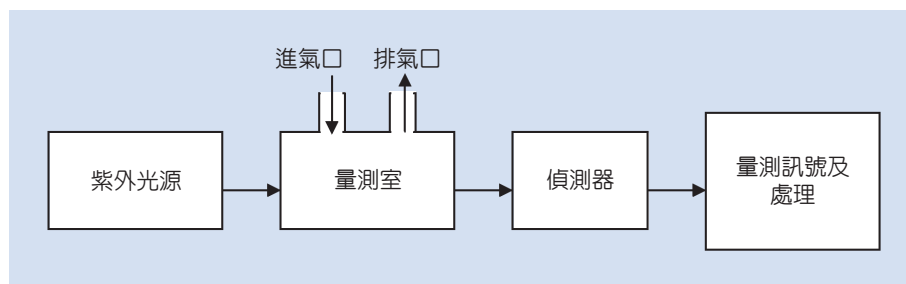 進氣口 排氣口
紫外光源
量測室
偵測器
量測訊號及
處理